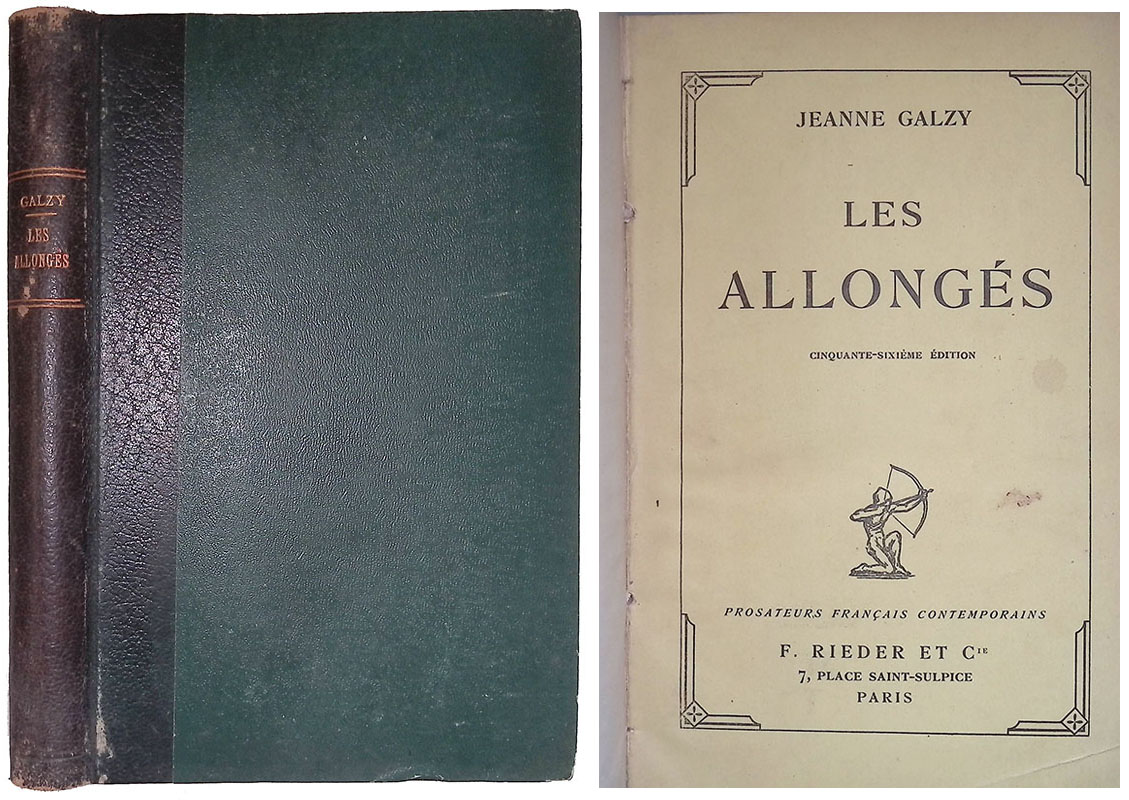 GALZY
LES
ALLONGÉS
JEANNE GALZY
LES
ALLONGÉS
CINQUANTE-SIXIÈME ÉDITION
PROSATEURS FRANÇAIS CONTEMPORAINS
F. RIEDER ET CIE
7, PLACE SAINT-SULPICE
PARIS